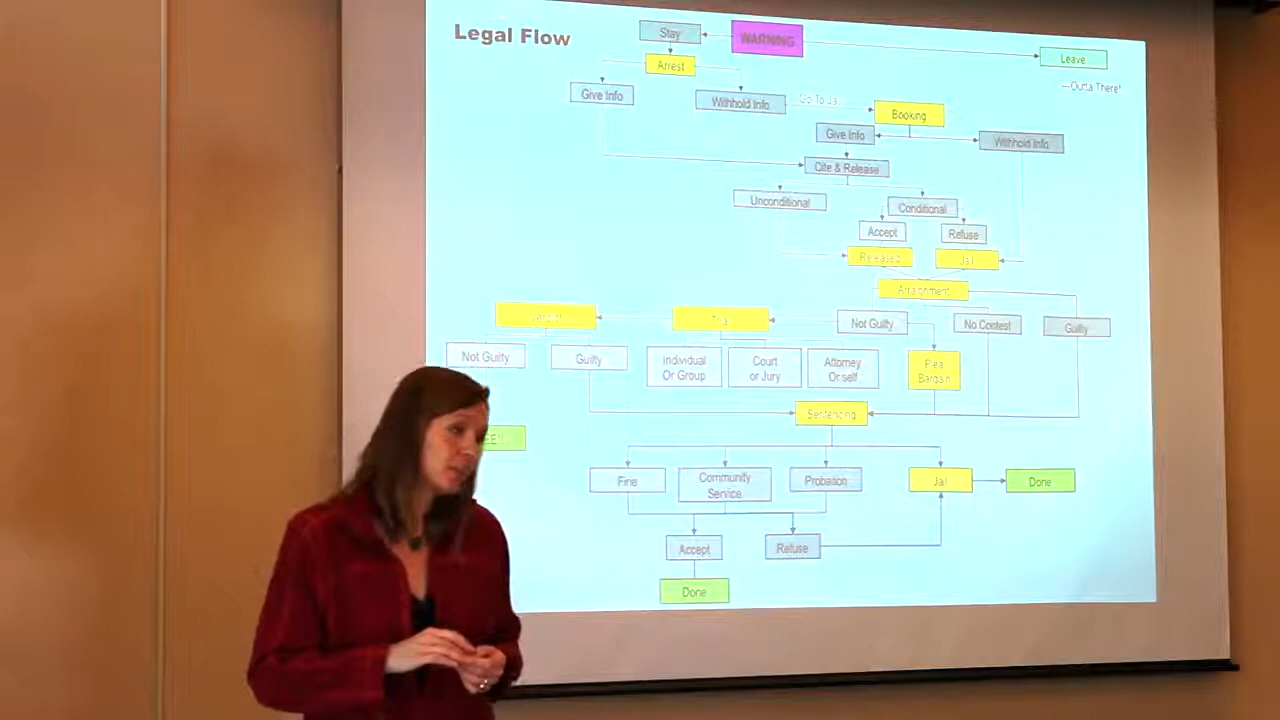 Legal Flow
Stay
WARNING
Leave
Arrest
—Outta There!
Give Info
Withhold Info
Go To Ja
Booking
Give Info
Withhold Info
Cite & Release
Unconditional
Conditional
Accept
Refuse
Released
Jail
Arraignment
Trial
Not Guilty
No Contest
Guilty
Not Guilty
Guilty
Individual
Or Group
Court
or Jury
Attorney
Or self
Plea
Bargain
Sentencing
Fine
Community
Service
Probation
Jail
Done
Accept
Refuse
Done